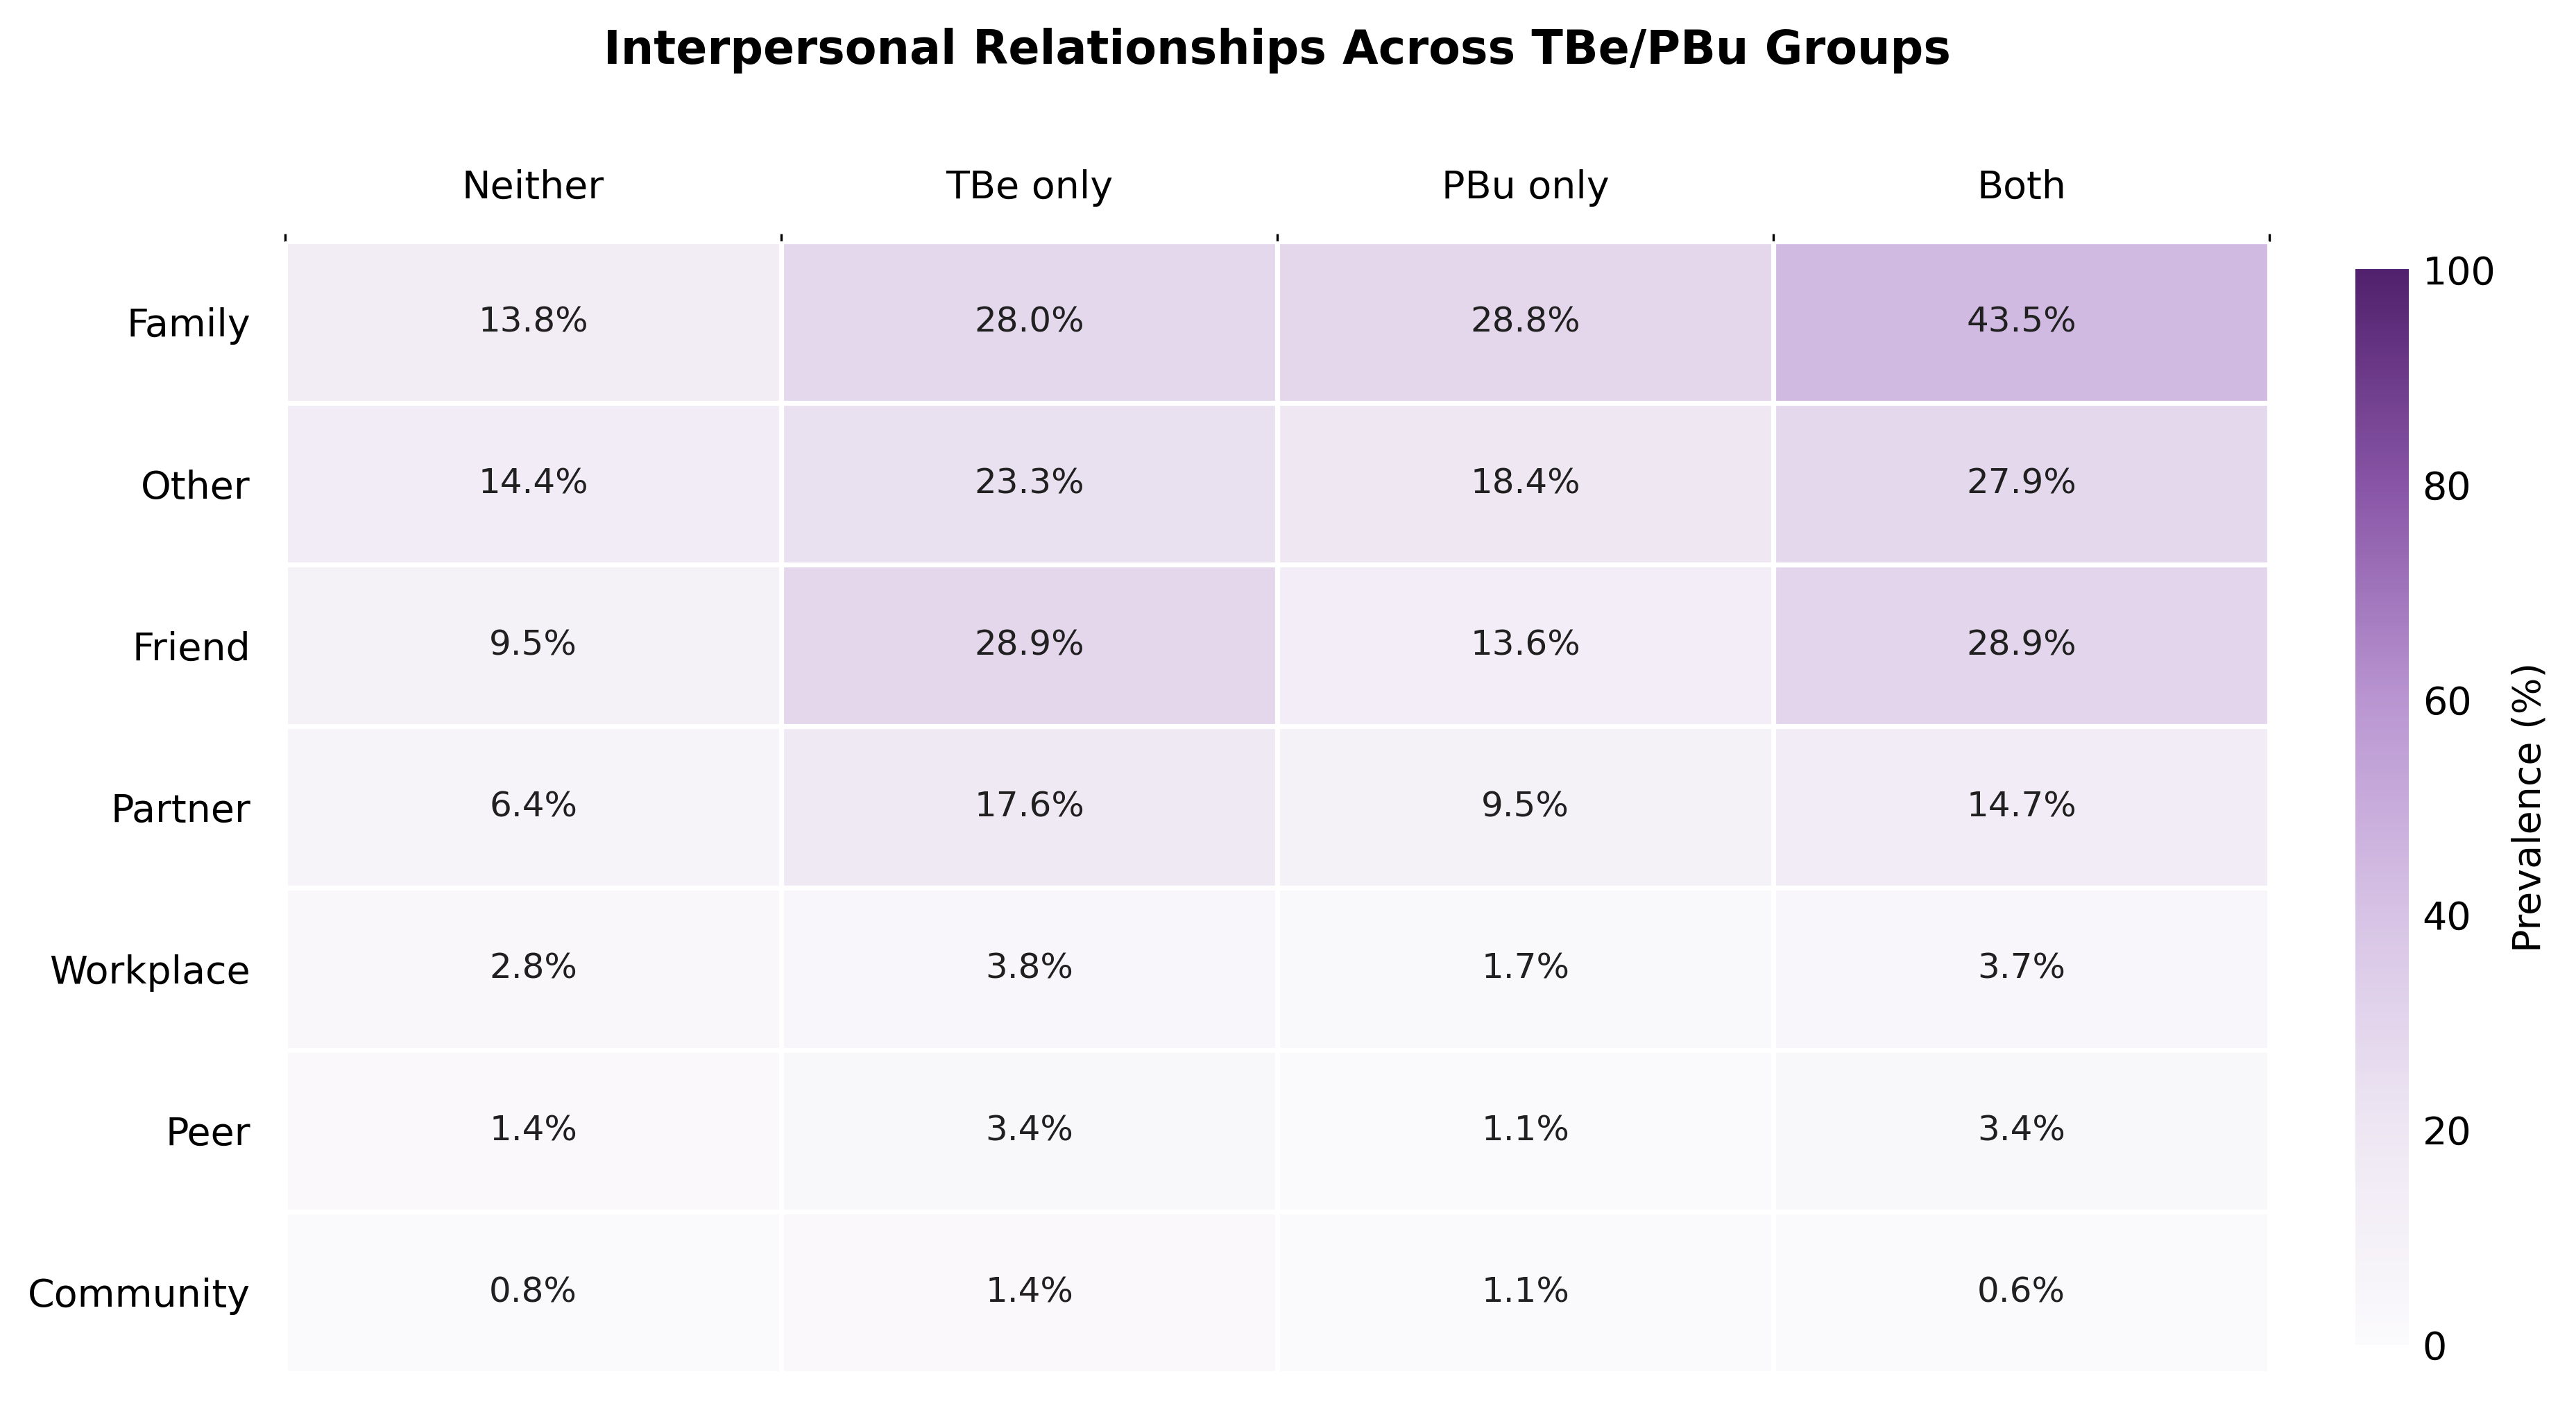 Interpersonal Relationships Across TBe/PBu Groups
Neither TBe only PBu only Both
Family 13.8% 28.0% 28.8% 43.5%
Other 14.4% 23.3% 18.4% 27.9%
Friend 9.5% 28.9% 13.6% 28.9%
Partner 6.4% 17.6% 9.5% 14.7%
Workplace 2.8% 3.8% 1.7% 3.7%
Peer 1.4% 3.4% 1.1% 3.4%
Community 0.8% 1.4% 1.1% 0.6%
100
80
60
40
20
0
Prevalence (%)